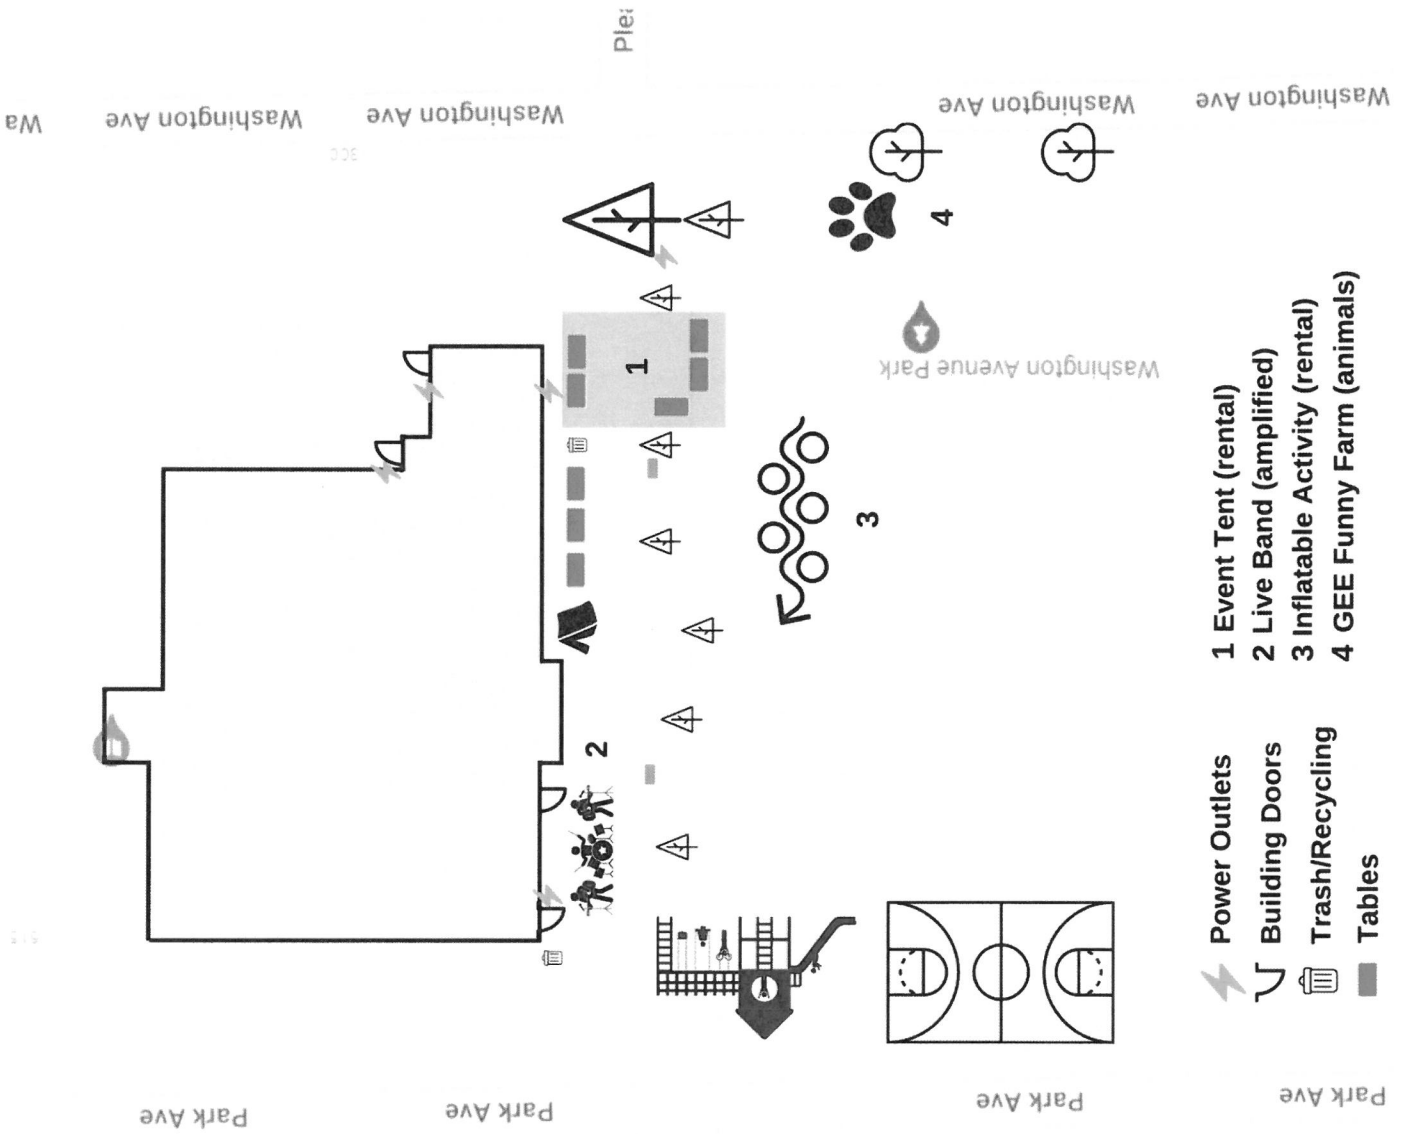 Wa
Washington Ave
Washington Ave
Washington Ave
Washington Ave
Park Ave
Park Ave
Park Ave
Park Ave
Washington Avenue Park
1
2
3
4
Power Outlets
Building Doors
Trash/Recycling
Tables
1 Event Tent (rental)
2 Live Band (amplified)
3 Inflatable Activity (rental)
4 GEE Funny Farm (animals)